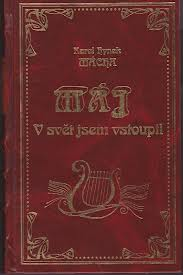 Karel Hynek
MÁCHA
MÁJ
V svět jsem vstoupil